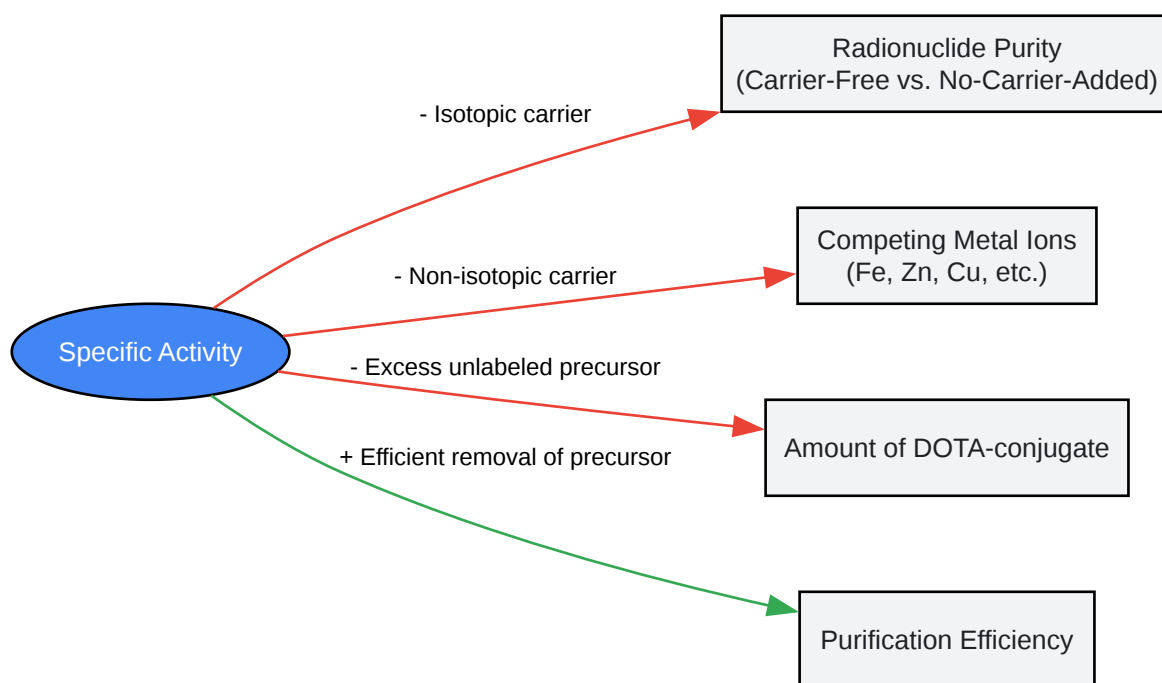 Radionuclide Purity
(Carrier-Free vs. No-Carrier-Added)
- Isotopic carrier
Competing Metal Ions
(Fe, Zn, Cu, etc.)
- Non-isotopic carrier
Specific Activity
- Excess unlabeled precursor
Amount of DOTA-conjugate
+ Efficient removal of precursor
Purification Efficiency